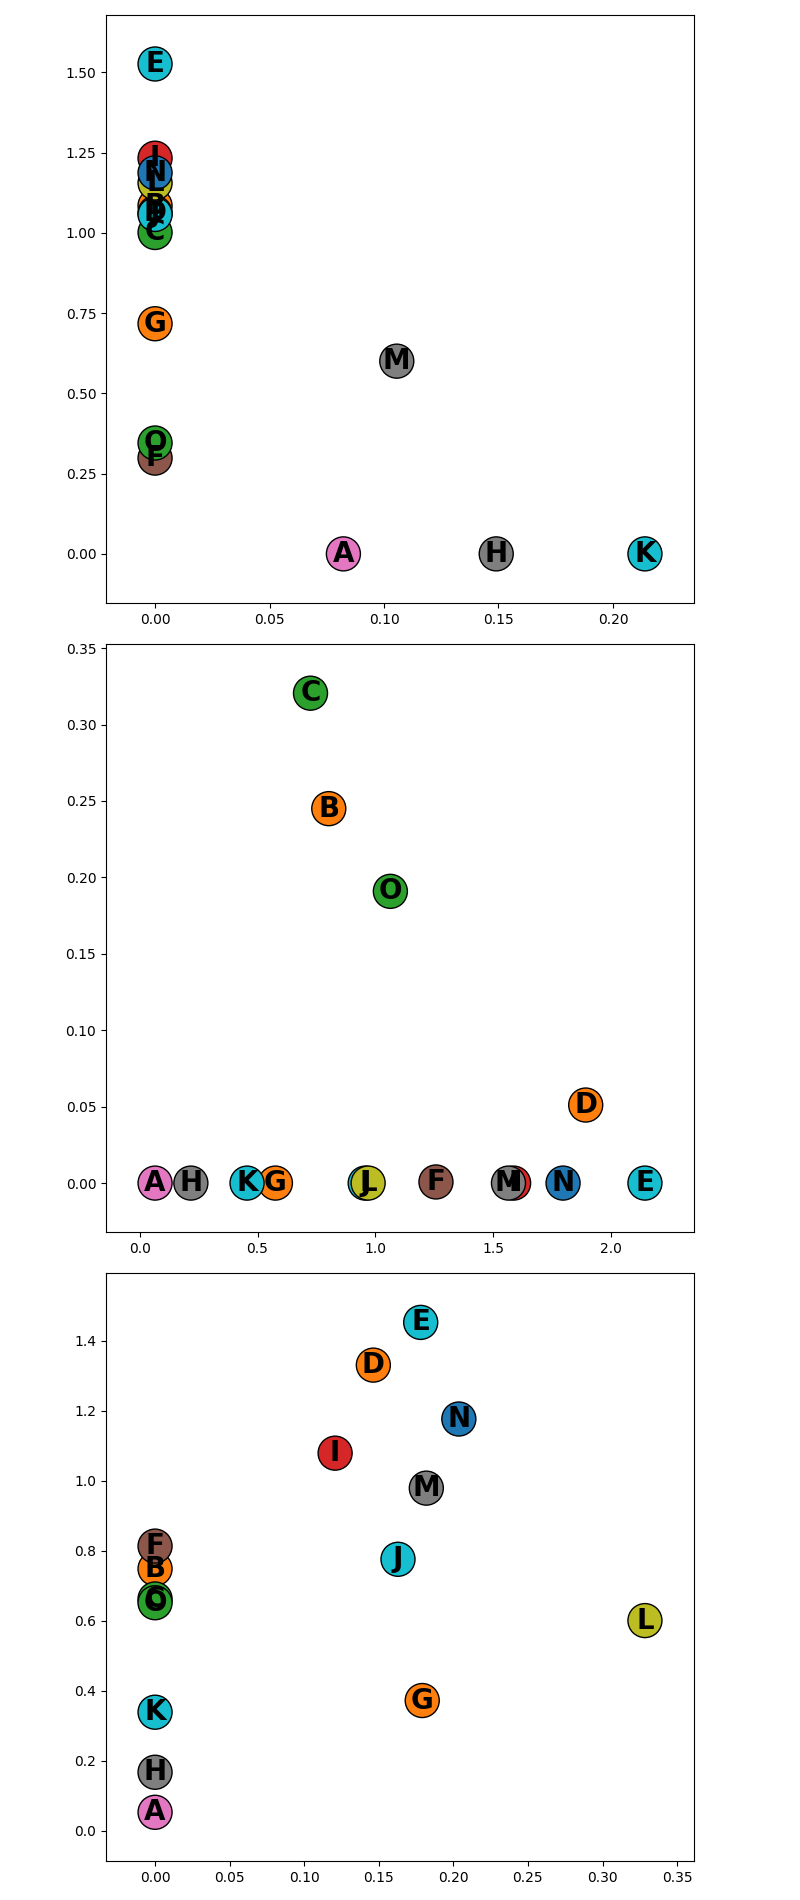 E
1.50
I
1.25
N
L
B
D
J
1.00
C
0.75
G
M
0.50
O
F
0.25
0.00
A H K
0.00 0.05 0.10 0.15 0.20
0.35
C
0.30
B
0.25
O
0.20
0.15
0.10
D
0.05
0.00
A H K G J L F M I N E
0.0 0.5 1.0 1.5 2.0
E
1.4
D
N
1.2
I
M
1.0
F
J
0.8
B
C
O
L
0.6
G
0.4
K
0.2
H
A
0.0
0.00 0.05 0.10 0.15 0.20 0.25 0.30 0.35